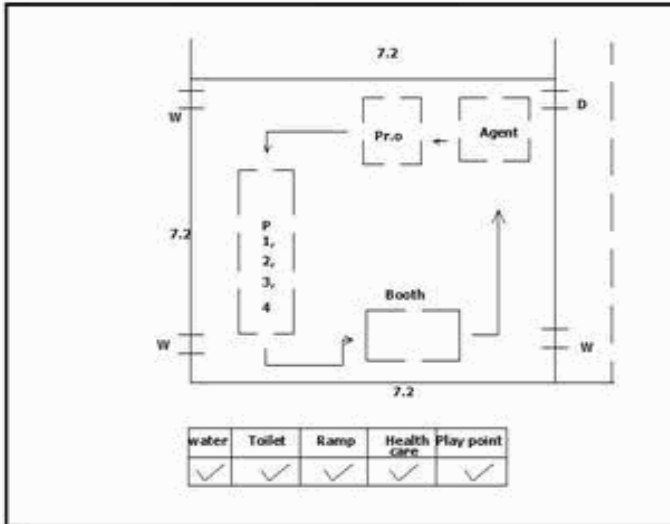 7.2
W
D
Pr.o
Agent
P
1,
2,
3,
4
7.2
Booth
W
W
7.2
water Toilet Ramp Health care Play point